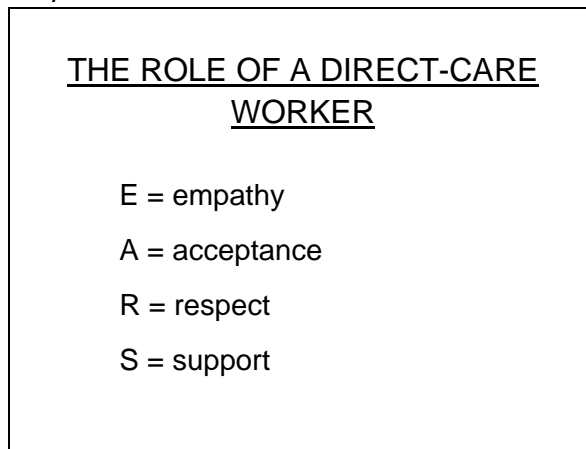 THE ROLE OF A DIRECT-CARE
WORKER
E = empathy
A = acceptance
R = respect
S = support